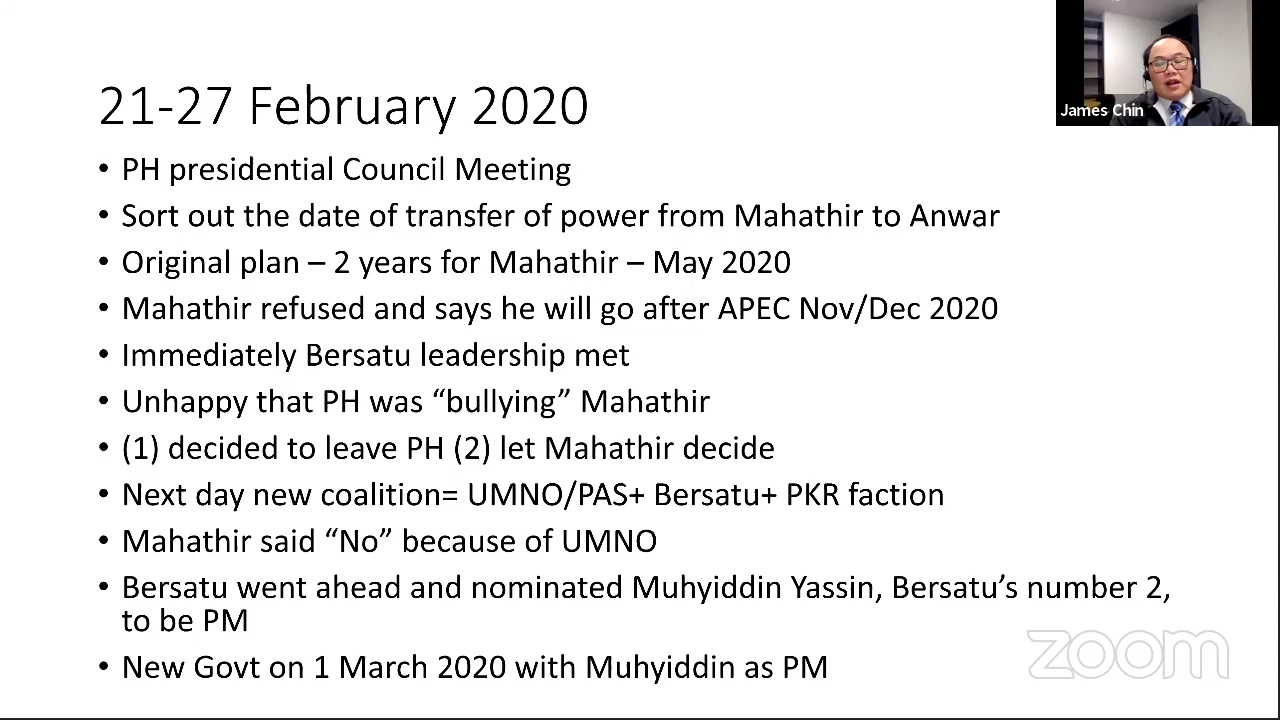 21-27 February 2020
James Chin
• PH presidential Council Meeting
• Sort out the date of transfer of power from Mahathir to Anwar
• Original plan – 2 years for Mahathir – May 2020
• Mahathir refused and says he will go after APEC Nov/Dec 2020
• Immediately Bersatu leadership met
• Unhappy that PH was “bullying” Mahathir
• (1) decided to leave PH (2) let Mahathir decide
• Next day new coalition= UMNO/PAS+ Bersatu+ PKR faction
• Mahathir said “No” because of UMNO
• Bersatu went ahead and nominated Muhyiddin Yassin, Bersatu’s number 2,
to be PM
• New Govt on 1 March 2020 with Muhyiddin as PM
zoom